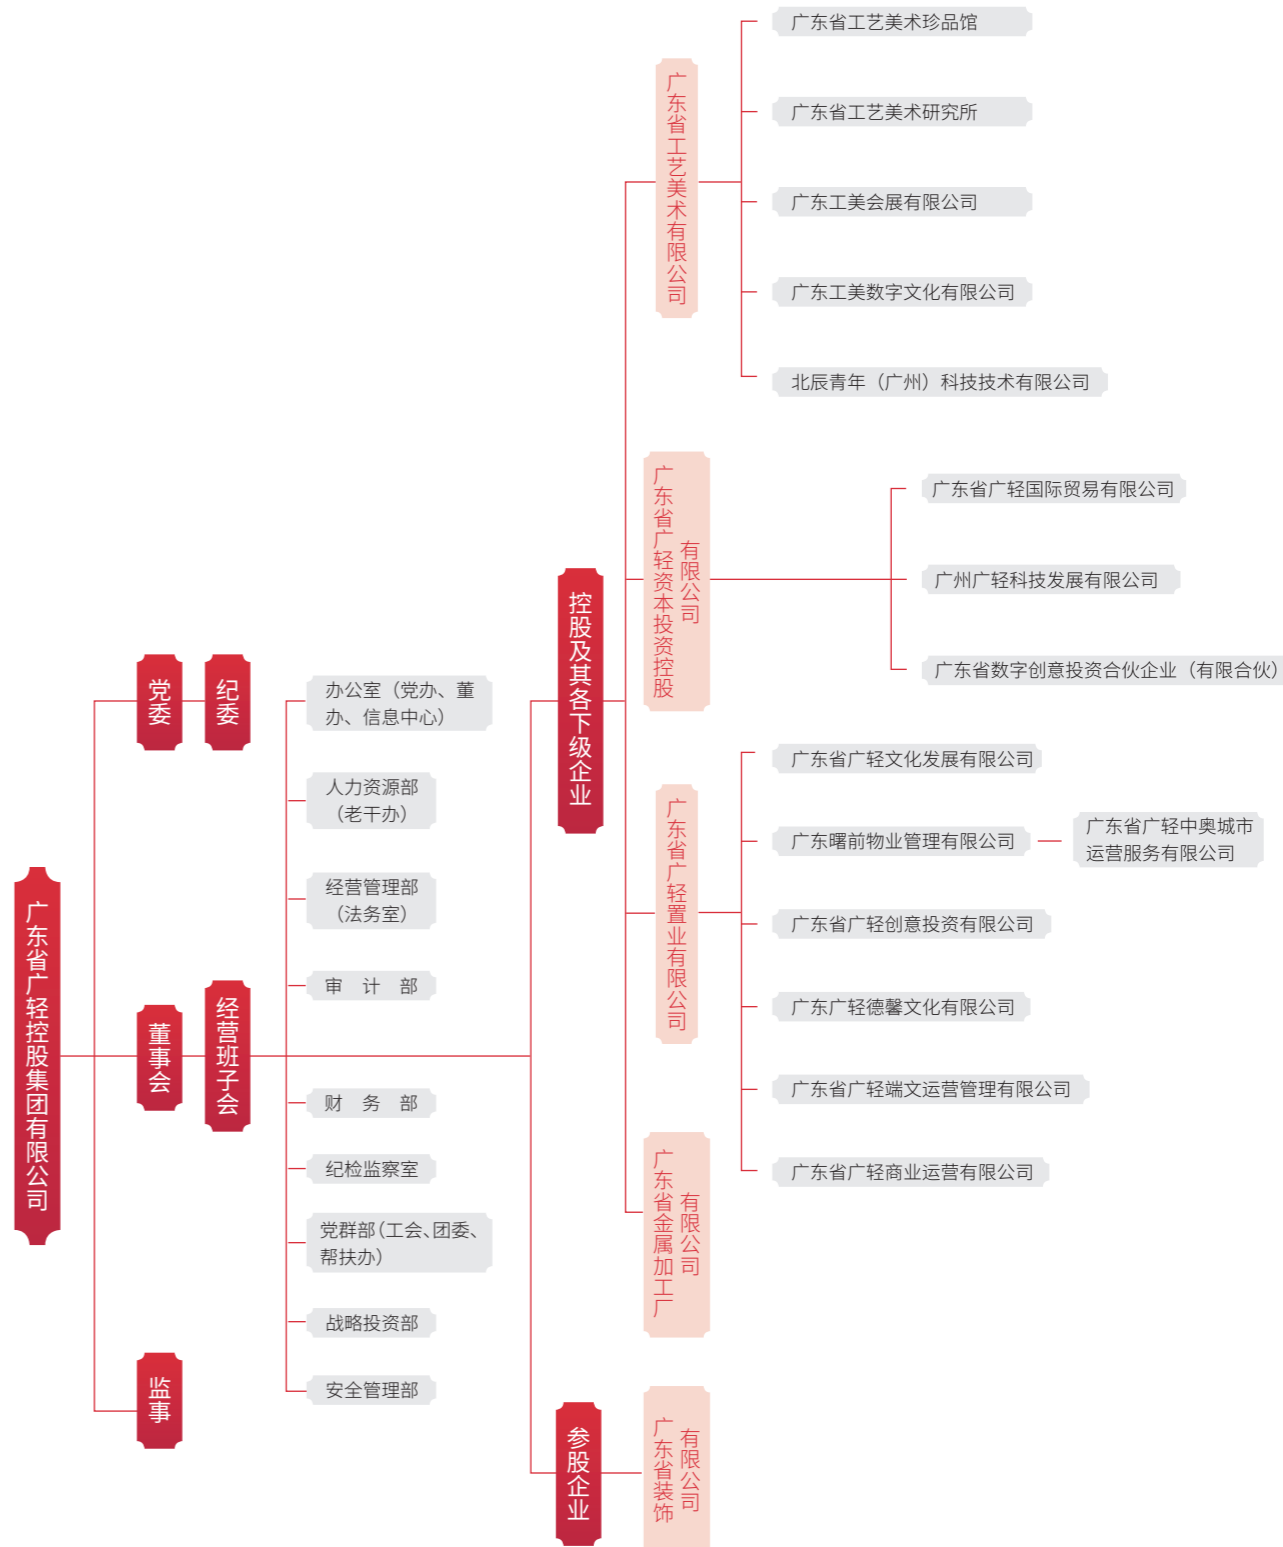 广东省广轻控股集团有限公司
党委
纪委
董事会
经营班子会
监事
办公室（党办、董
办、信息中心）
人力资源部
（老干办）
经营管理部
（法务室）
审 计 部
财 务 部
纪检监察室
党群部（工会、团委、
帮扶办）
战略投资部
安全管理部
控股及其各下级企业
广东省工艺美术有限公司
广东省工艺美术珍品馆
广东省工艺美术研究所
广东工美会展有限公司
广东工美数字文化有限公司
北辰青年（广州）科技技术有限公司
广东省广轻资本投资控股
有限公司
广东省广轻国际贸易有限公司
广州广轻科技发展有限公司
广东省数字创意投资合伙企业（有限合伙）
广东省广轻置业有限公司
广东省广轻文化发展有限公司
广东曙前物业管理有限公司
广东省广轻中奥城市
运营服务有限公司
广东省广轻创意投资有限公司
广东广轻德馨文化有限公司
广东省广轻端文运营管理有限公司
广东省广轻商业运营有限公司
广东省金属加工厂
有限公司
参股企业
广东省装饰
有限公司